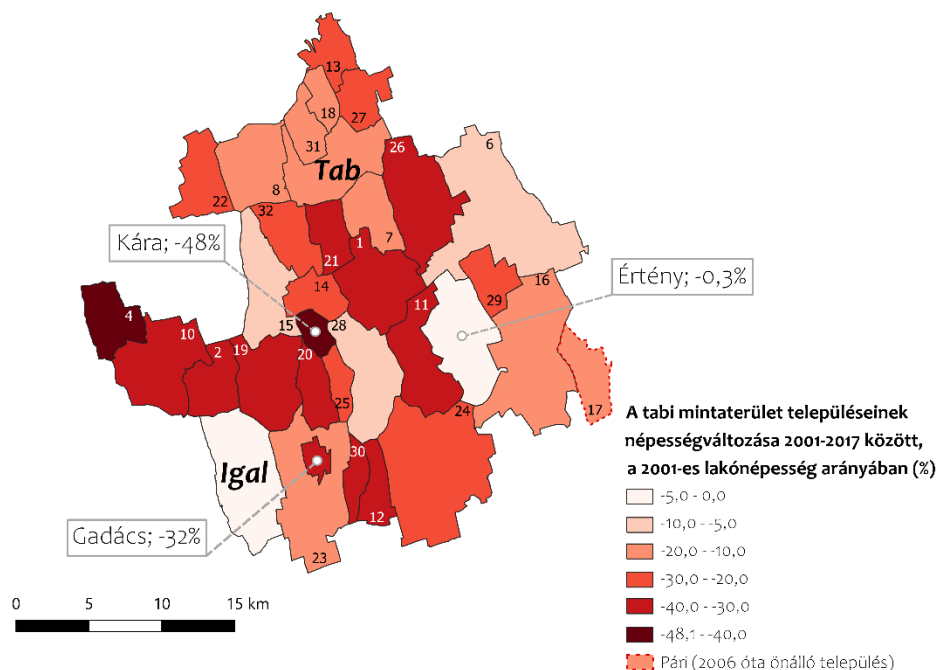 13
18
27
31
26
6
Tab
8
22
32
Kára; -48%
7
1
21
Értény; -0,3%
14
11
16
29
4
15
28
10
2
19
20
17
25
24
A tabi mintaterület településeinek
népességváltozása 2001-2017 között,
a 2001-es lakónépesség arányában (%)
Igal
30
Gadács; -32%
12
23
-5,0 - 0,0
-10,0 - -5,0
-20,0 - -10,0
-30,0 - -20,0
-40,0 - -30,0
-48,1 - -40,0
Pári (2006 óta önálló település)
0 5 10 15 km